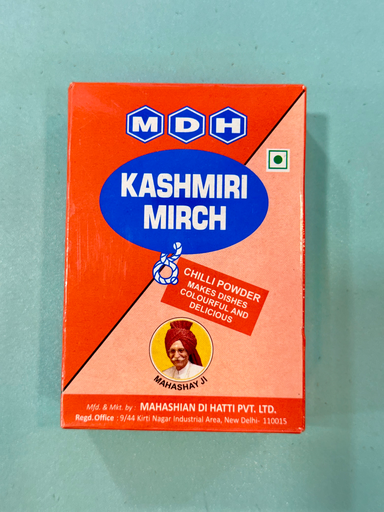 MDH
KASHMIRI
MIRCH
CHILLI POWDER
MAKES DISHES
COLOURFUL AND
DELICIOUS
MAHASHAY JI
Mfd. & Mkt. by : MAHASHIAN DI HATTI PVT. LTD.
Regd.Office : 9/44 Kirti Nagar Industrial Area, New Delhi- 110015